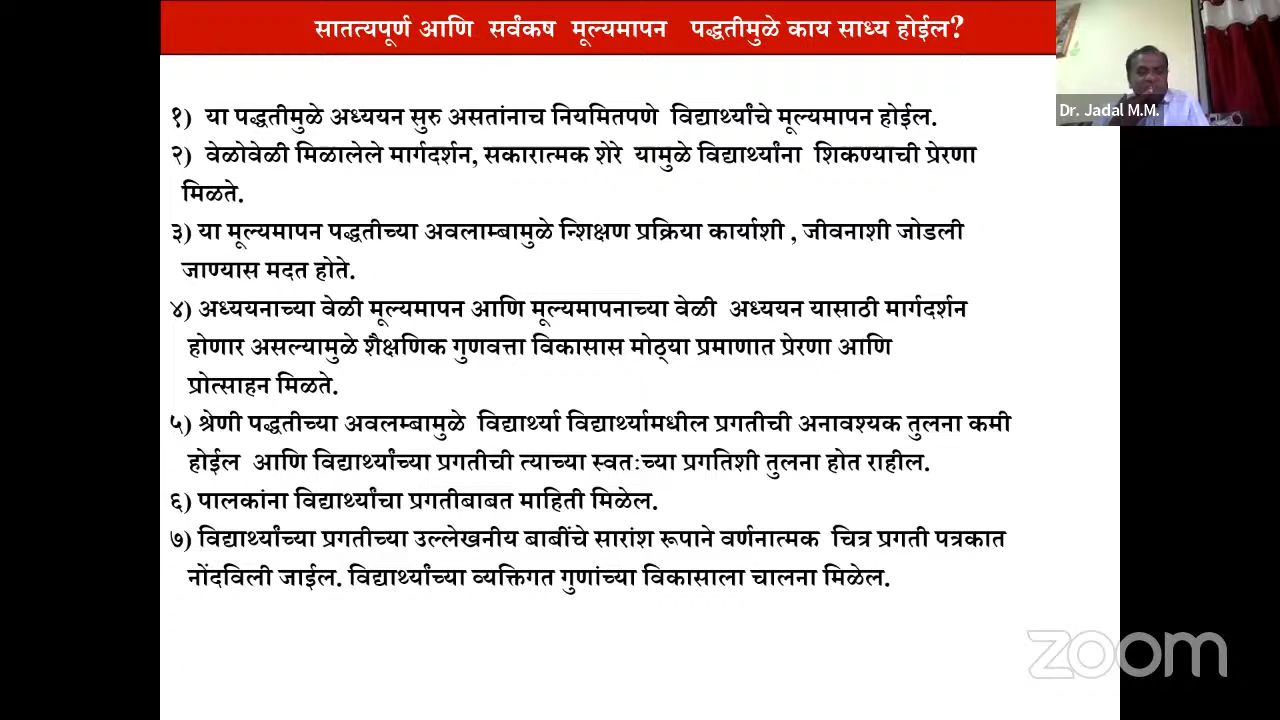 सातत्यपूर्ण आणि सर्वंकष मूल्यमापन पद्धतीमुळे काय साध्य होईल?
Dr. Jadal M.M.
१) या पद्धतीमुळे अध्ययन सुरु असतांनाच नियमितपणे विद्यार्थ्यांचे मूल्यमापन होईल.
२) वेळोवेळी मिळालेले मार्गदर्शन, सकारात्मक शेरे यामुळे विद्यार्थ्यांना शिकण्याची प्रेरणा
मिळते.
३) या मूल्यमापन पद्धतीच्या अवलाम्बामुळे न्शिक्षण प्रक्रिया कार्याशी , जीवनाशी जोडली
जाण्यास मदत होते.
४) अध्ययनाच्या वेळी मूल्यमापन आणि मूल्यमापनाच्या वेळी अध्ययन यासाठी मार्गदर्शन
होणार असल्यामुळे शैक्षणिक गुणवत्ता विकासास मोठ्या प्रमाणात प्रेरणा आणि
प्रोत्साहन मिळते.
५) श्रेणी पद्धतीच्या अवलम्बामुळे विद्यार्थ्या विद्यार्थ्यामधील प्रगतीची अनावश्यक तुलना कमी
होईल आणि विद्यार्थ्यांच्या प्रगतीची त्याच्या स्वतःच्या प्रगतिशी तुलना होत राहील.
६) पालकांना विद्यार्थ्यांचा प्रगतीबाबत माहिती मिळेल.
७) विद्यार्थ्यांच्या प्रगतीच्या उल्लेखनीय बाबींचे सारांश रूपाने वर्णनात्मक चित्र प्रगती पत्रकात
नोंदविली जाईल. विद्यार्थ्यांच्या व्यक्तिगत गुणांच्या विकासाला चालना मिळेल.
zoom